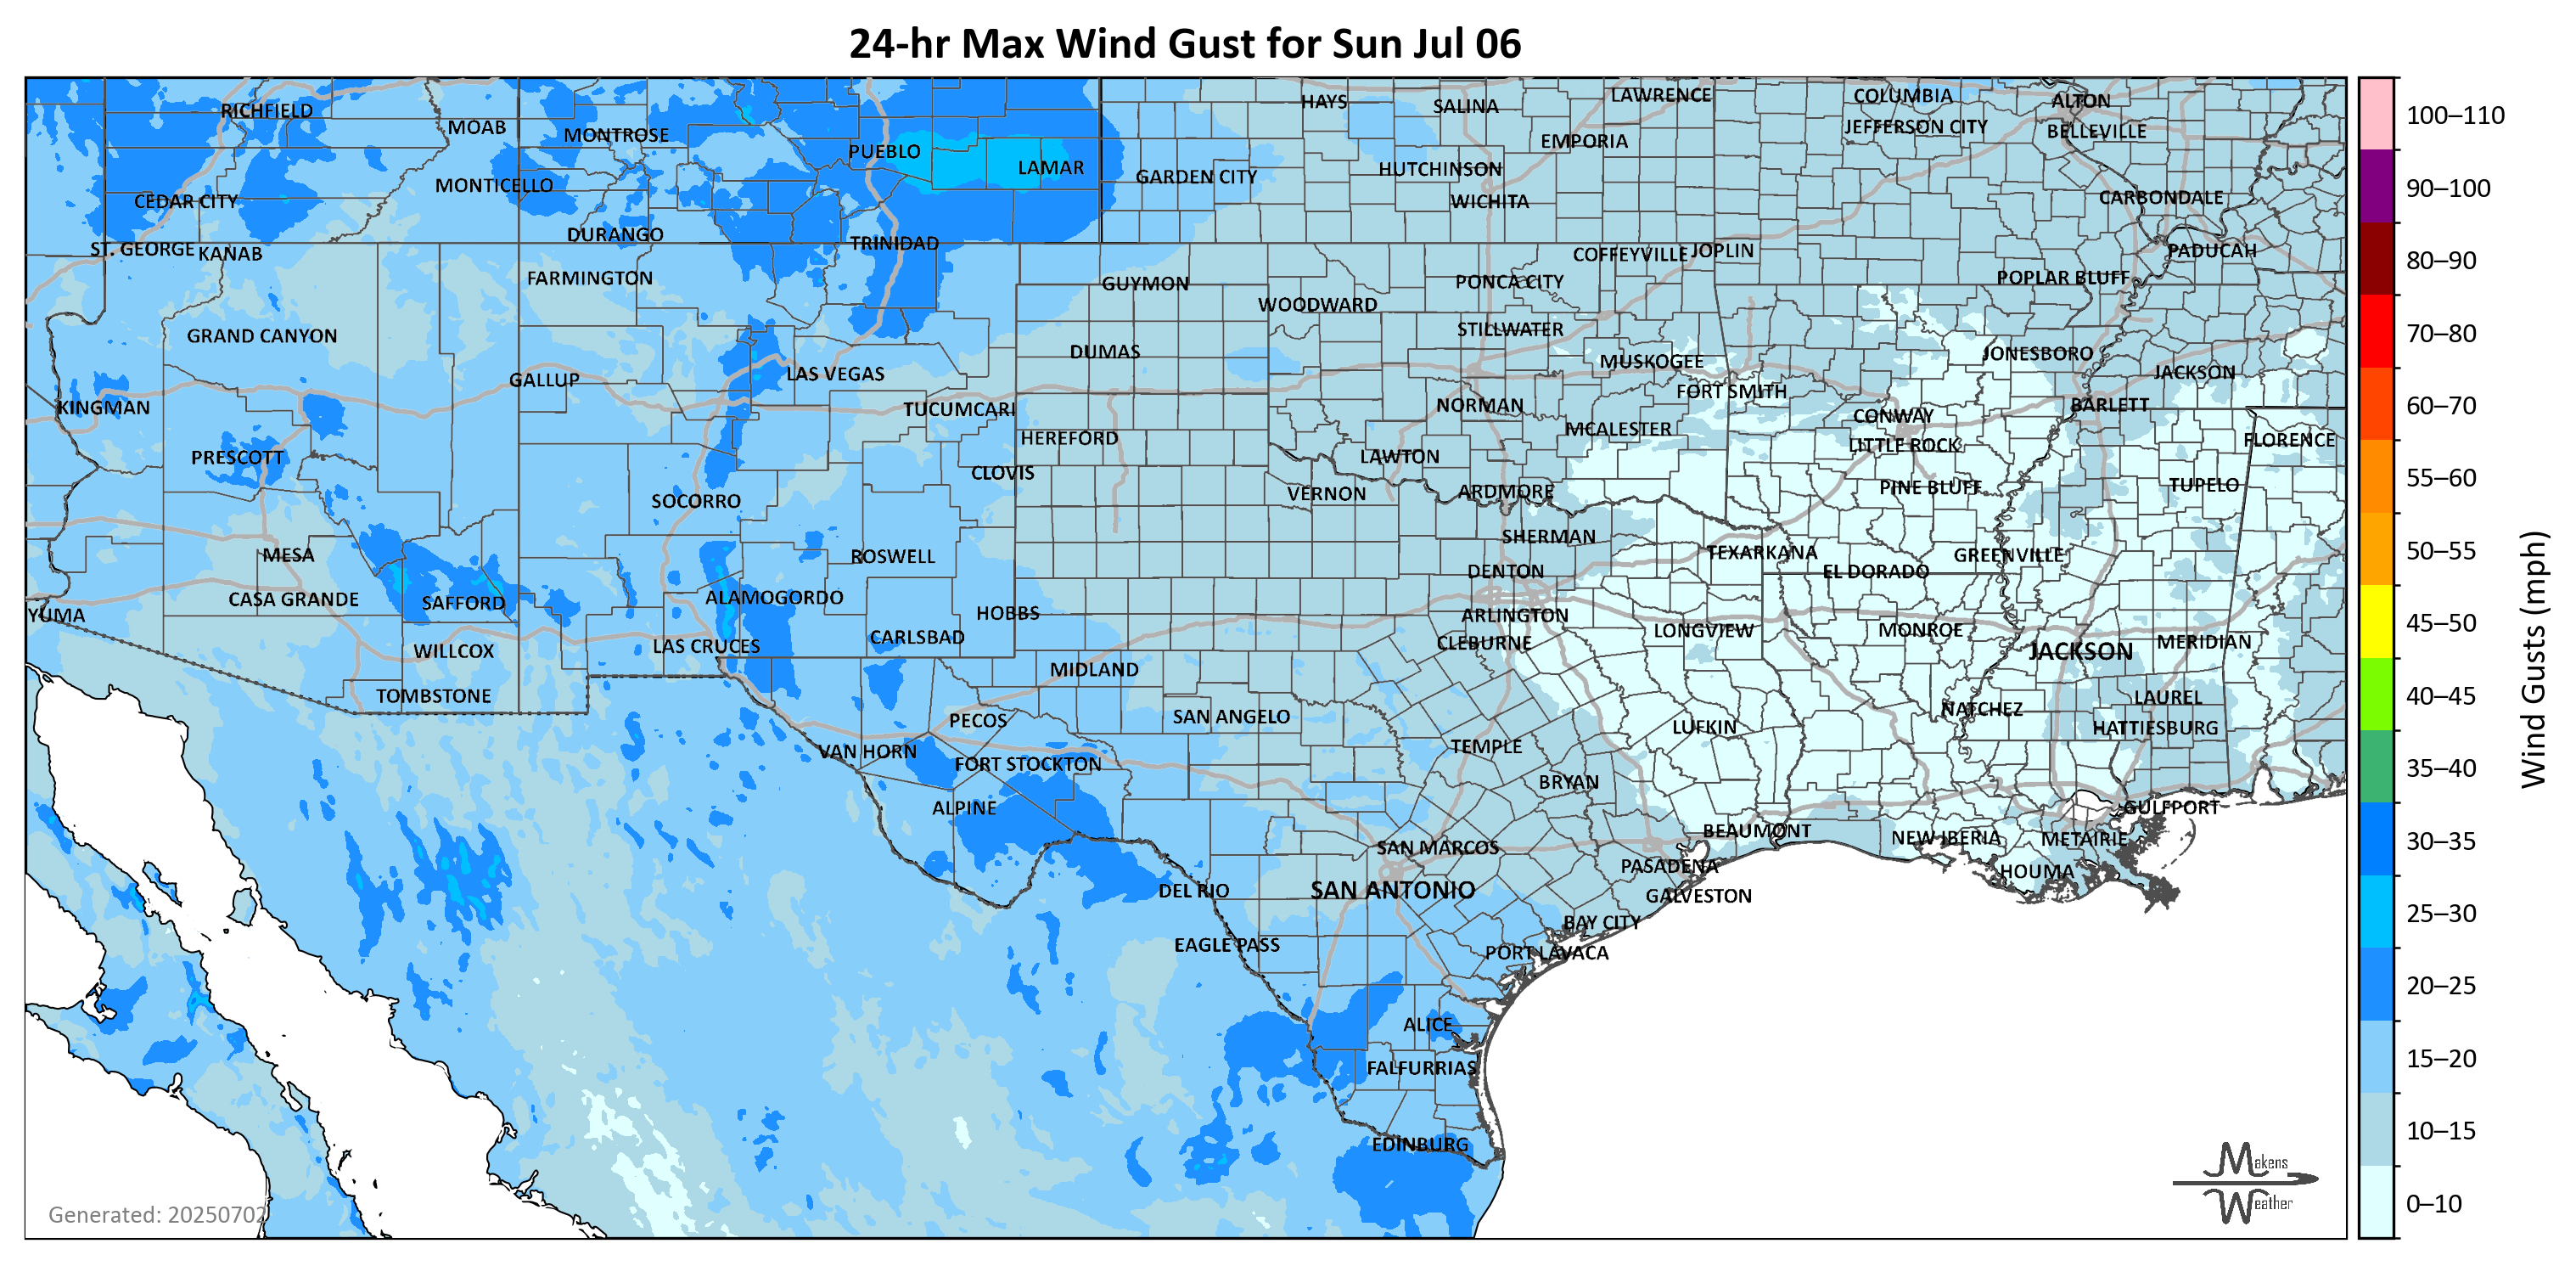 24-hr Max Wind Gust for Sun Jul 06
RICHFIELD
MOAB
MONTROSE
PUEBLO
LAMAR
HAYS
SALINA
LAWRENCE
COLUMBIA
ALTON
JEFFERSON CITY
BELLEVILLE
EMPORIA
HUTCHINSON
GARDEN CITY
MONTICELLO
CEDAR CITY
WICHITA
CARBONDALE
DURANGO
TRINIDAD
ST. GEORGE
KANAB
COFFEYVILLE
JOPLIN
PADUCAH
FARMINGTON
GUYMON
PONCA CITY
POPLAR BLUFF
WOODWARD
GRAND CANYON
STILLWATER
DUMAS
MUSKOGEE
JONESBORO
GALLUP
LAS VEGAS
JACKSON
FORT SMITH
KINGMAN
TUCUMCARI
NORMAN
CONWAY
BARLETT
HEREFORD
MCALESTER
LITTLE ROCK
FLORENCE
PRESCOTT
CLOVIS
LAWTON
SOCORRO
VERNON
ARDMORE
PINE BLUFF
TUPELO
MESA
ROSWELL
SHERMAN
TEXARKANA
GREENVILLE
DENTON
EL DORADO
CASA GRANDE
SAFFORD
ALAMOGORDO
YUMA
HOBBS
ARLINGTON
LAS CRUCES
CARLSBAD
CLEBURNE
LONGVIEW
MONROE
JACKSON
MERIDIAN
WILLCOX
MIDLAND
TOMBSTONE
LAUREL
PECOS
SAN ANGELO
NATCHEZ
HATTIESBURG
LUFKIN
VAN HORN
FORT STOCKTON
TEMPLE
BRYAN
ALPINE
GULFPORT
BEAUMONT
NEW IBERIA
METAIRIE
SAN MARCOS
PASADENA
HOUMA
DEL RIO
SAN ANTONIO
GALVESTON
BAY CITY
EAGLE PASS
PORT LAVACA
ALICE
FALFURRIAS
EDINBURG
Generated: 20250702
Makens
Weather
100–110
90–100
80–90
70–80
60–70
55–60
50–55
45–50
40–45
35–40
30–35
25–30
20–25
15–20
10–15
0–10
Wind Gusts (mph)